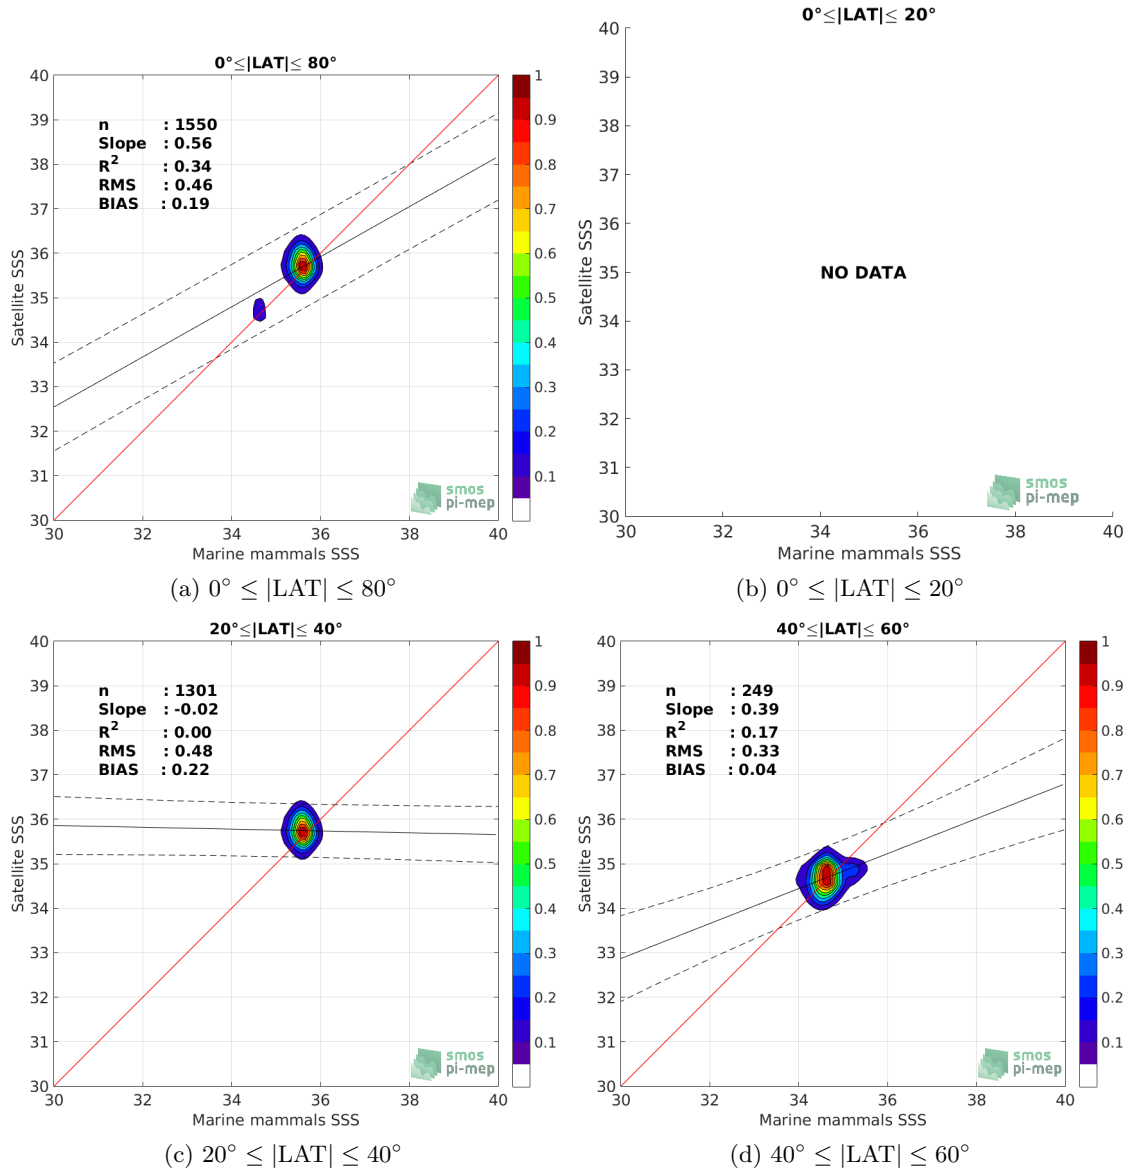 0°≤|LAT|≤ 80°
n : 1550
Slope : 0.56
R² : 0.34
RMS : 0.46
BIAS : 0.19
40
39
38
37
36
35
34
33
32
31
30
30
32
34
36
38
40
Satellite SSS
Marine mammals SSS
1
0.9
0.8
0.7
0.6
0.5
0.4
0.3
0.2
0.1
smos
pi-mep
(a) 0° ≤ |LAT| ≤ 80°
0°≤|LAT|≤ 20°
40
39
38
37
36
35
34
33
32
31
30
30
32
34
36
38
40
Satellite SSS
NO DATA
Marine mammals SSS
smos
pi-mep
(b) 0° ≤ |LAT| ≤ 20°
20°≤|LAT|≤ 40°
n : 1301
Slope : -0.02
R² : 0.00
RMS : 0.48
BIAS : 0.22
40
39
38
37
36
35
34
33
32
31
30
30
32
34
36
38
40
Satellite SSS
Marine mammals SSS
1
0.9
0.8
0.7
0.6
0.5
0.4
0.3
0.2
0.1
smos
pi-mep
(c) 20° ≤ |LAT| ≤ 40°
40°≤|LAT|≤ 60°
n : 249
Slope : 0.39
R² : 0.17
RMS : 0.33
BIAS : 0.04
40
39
38
37
36
35
34
33
32
31
30
30
32
34
36
38
40
Satellite SSS
Marine mammals SSS
1
0.9
0.8
0.7
0.6
0.5
0.4
0.3
0.2
0.1
smos
pi-mep
(d) 40° ≤ |LAT| ≤ 60°